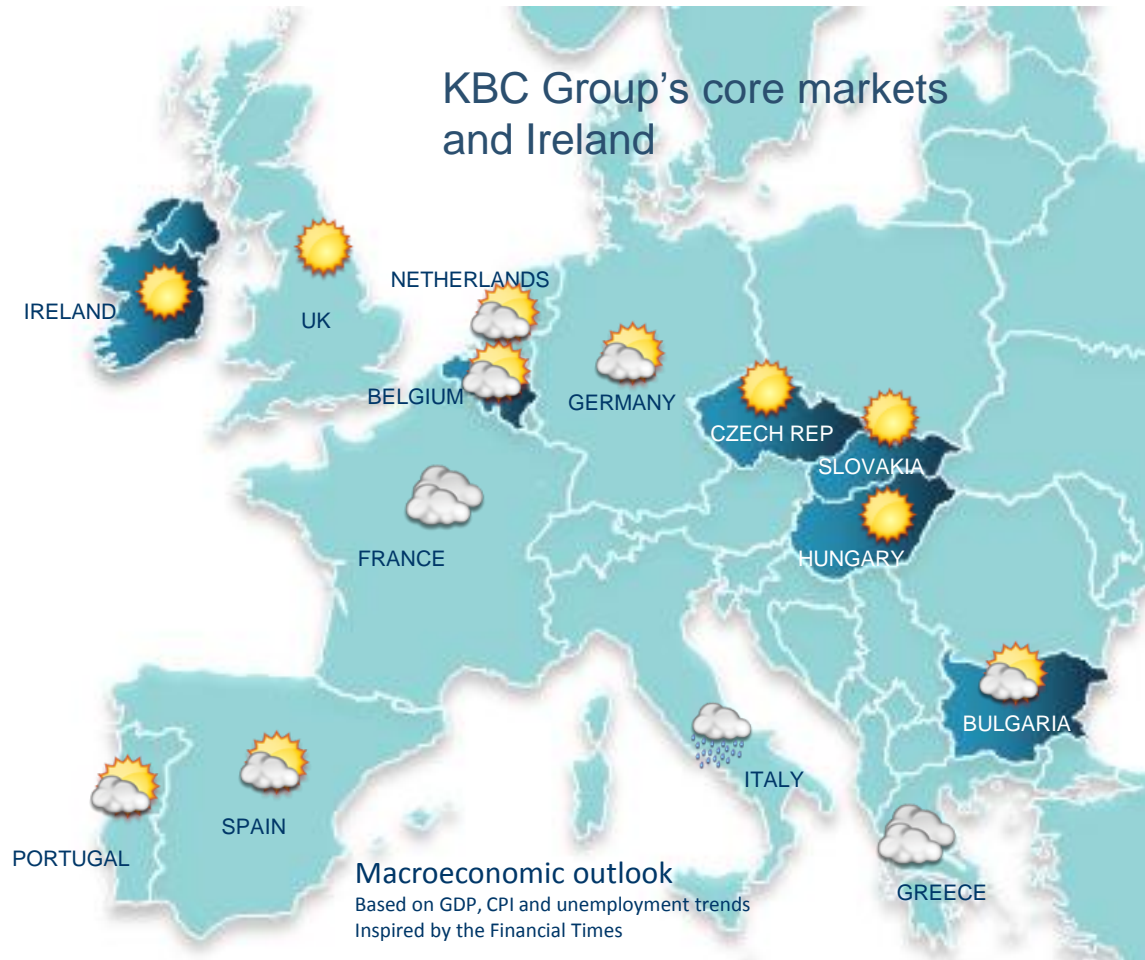 KBC Group's core markets
and Ireland
NETHERLANDS
IRELAND
UK
BELGIUM
GERMANY
CZECH REP
SLOVAKIA
FRANCE
HUNGARY
BULGARIA
ITALY
SPAIN
PORTUGAL
Macroeconomic outlook
GREECE
Based on GDP, CPI and unemployment trends
Inspired by the Financial Times